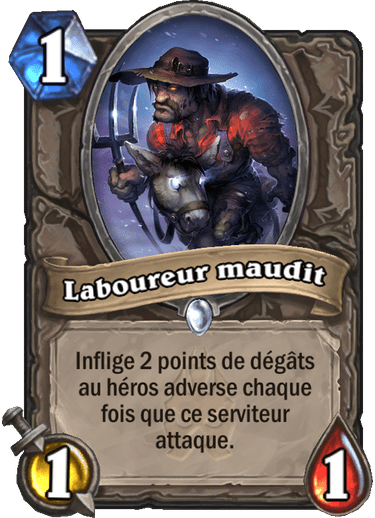 1
Laboureur maudit
Inflige 2 points de dégâts
au héros adverse chaque
fois que ce serviteur
attaque.
1
1